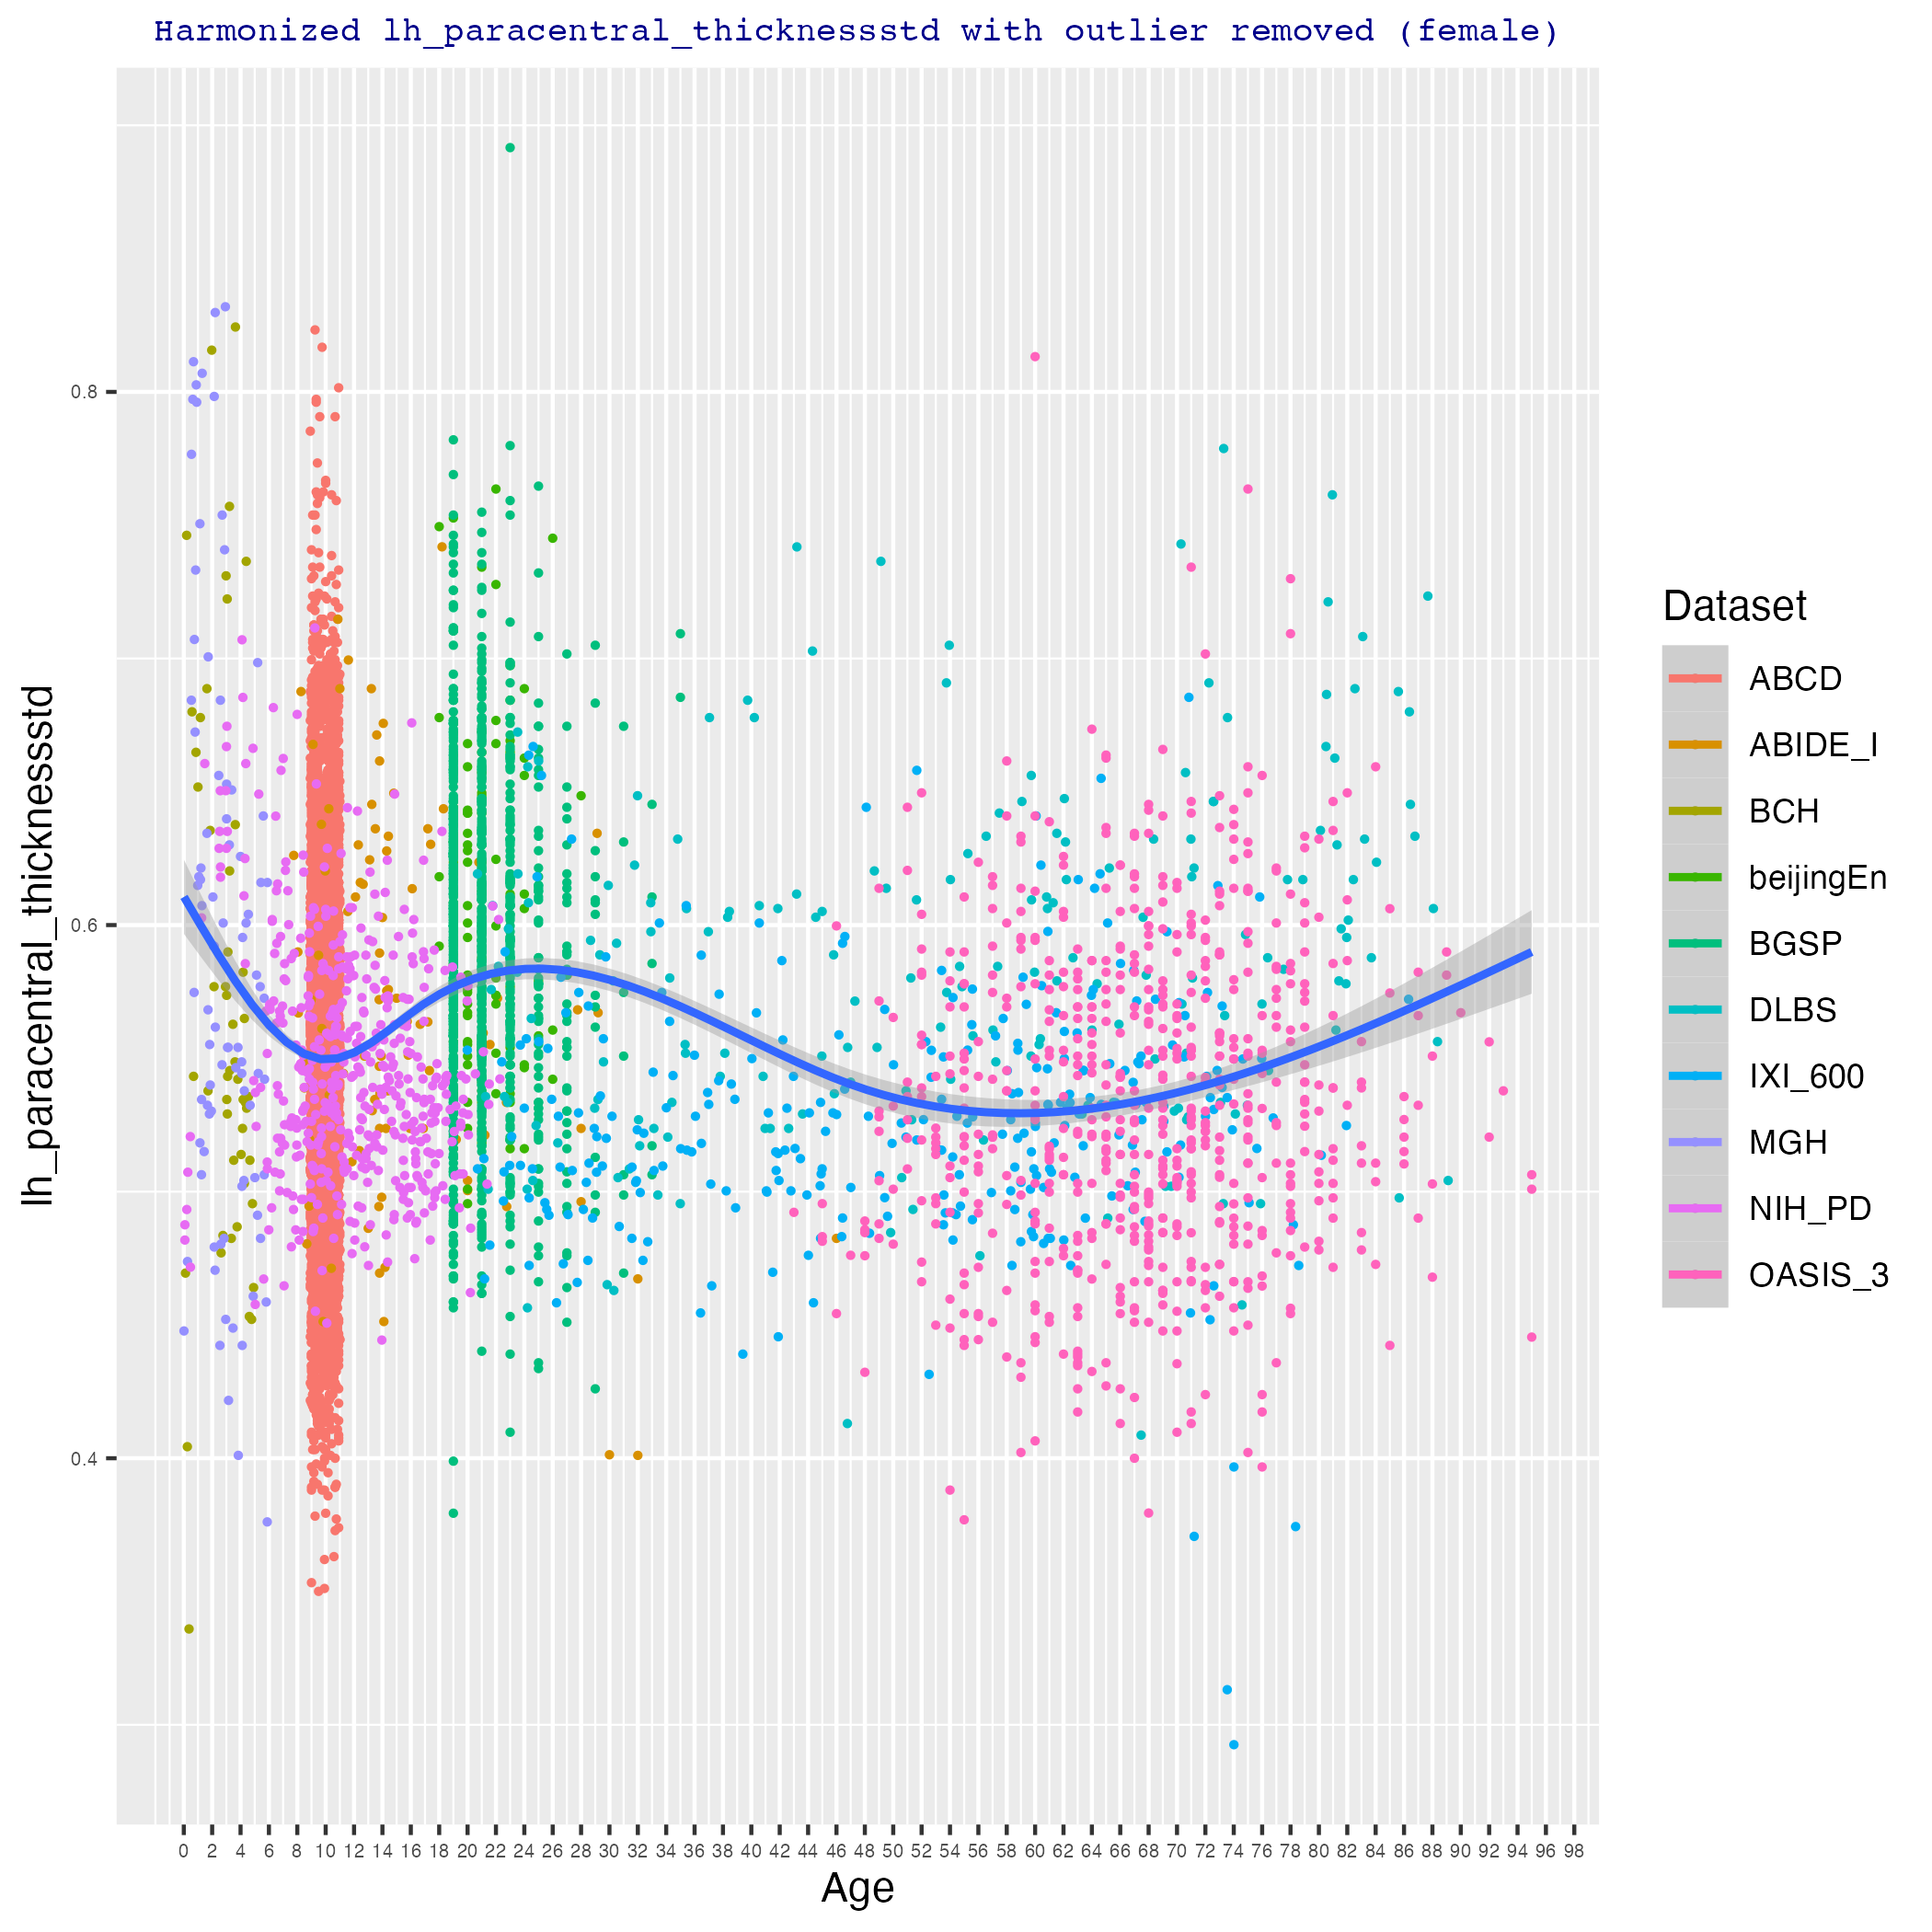 Harmonized lh_paracentral_thicknessstd with outlier removed (female)
lh_paracentral_thicknessstd
0.8
0.6
0.4
0 2 4 6 8 10 12 14 16 18 20 22 24 26 28 30 32 34 36 38 40 42 44 46 48 50 52 54 56 58 60 62 64 66 68 70 72 74 76 78 80 82 84 86 88 90 92 94 96 98
Age
Dataset
ABCD
ABIDE_I
BCH
beijingEn
BGSP
DLBS
IXI_600
MGH
NIH_PD
OASIS_3